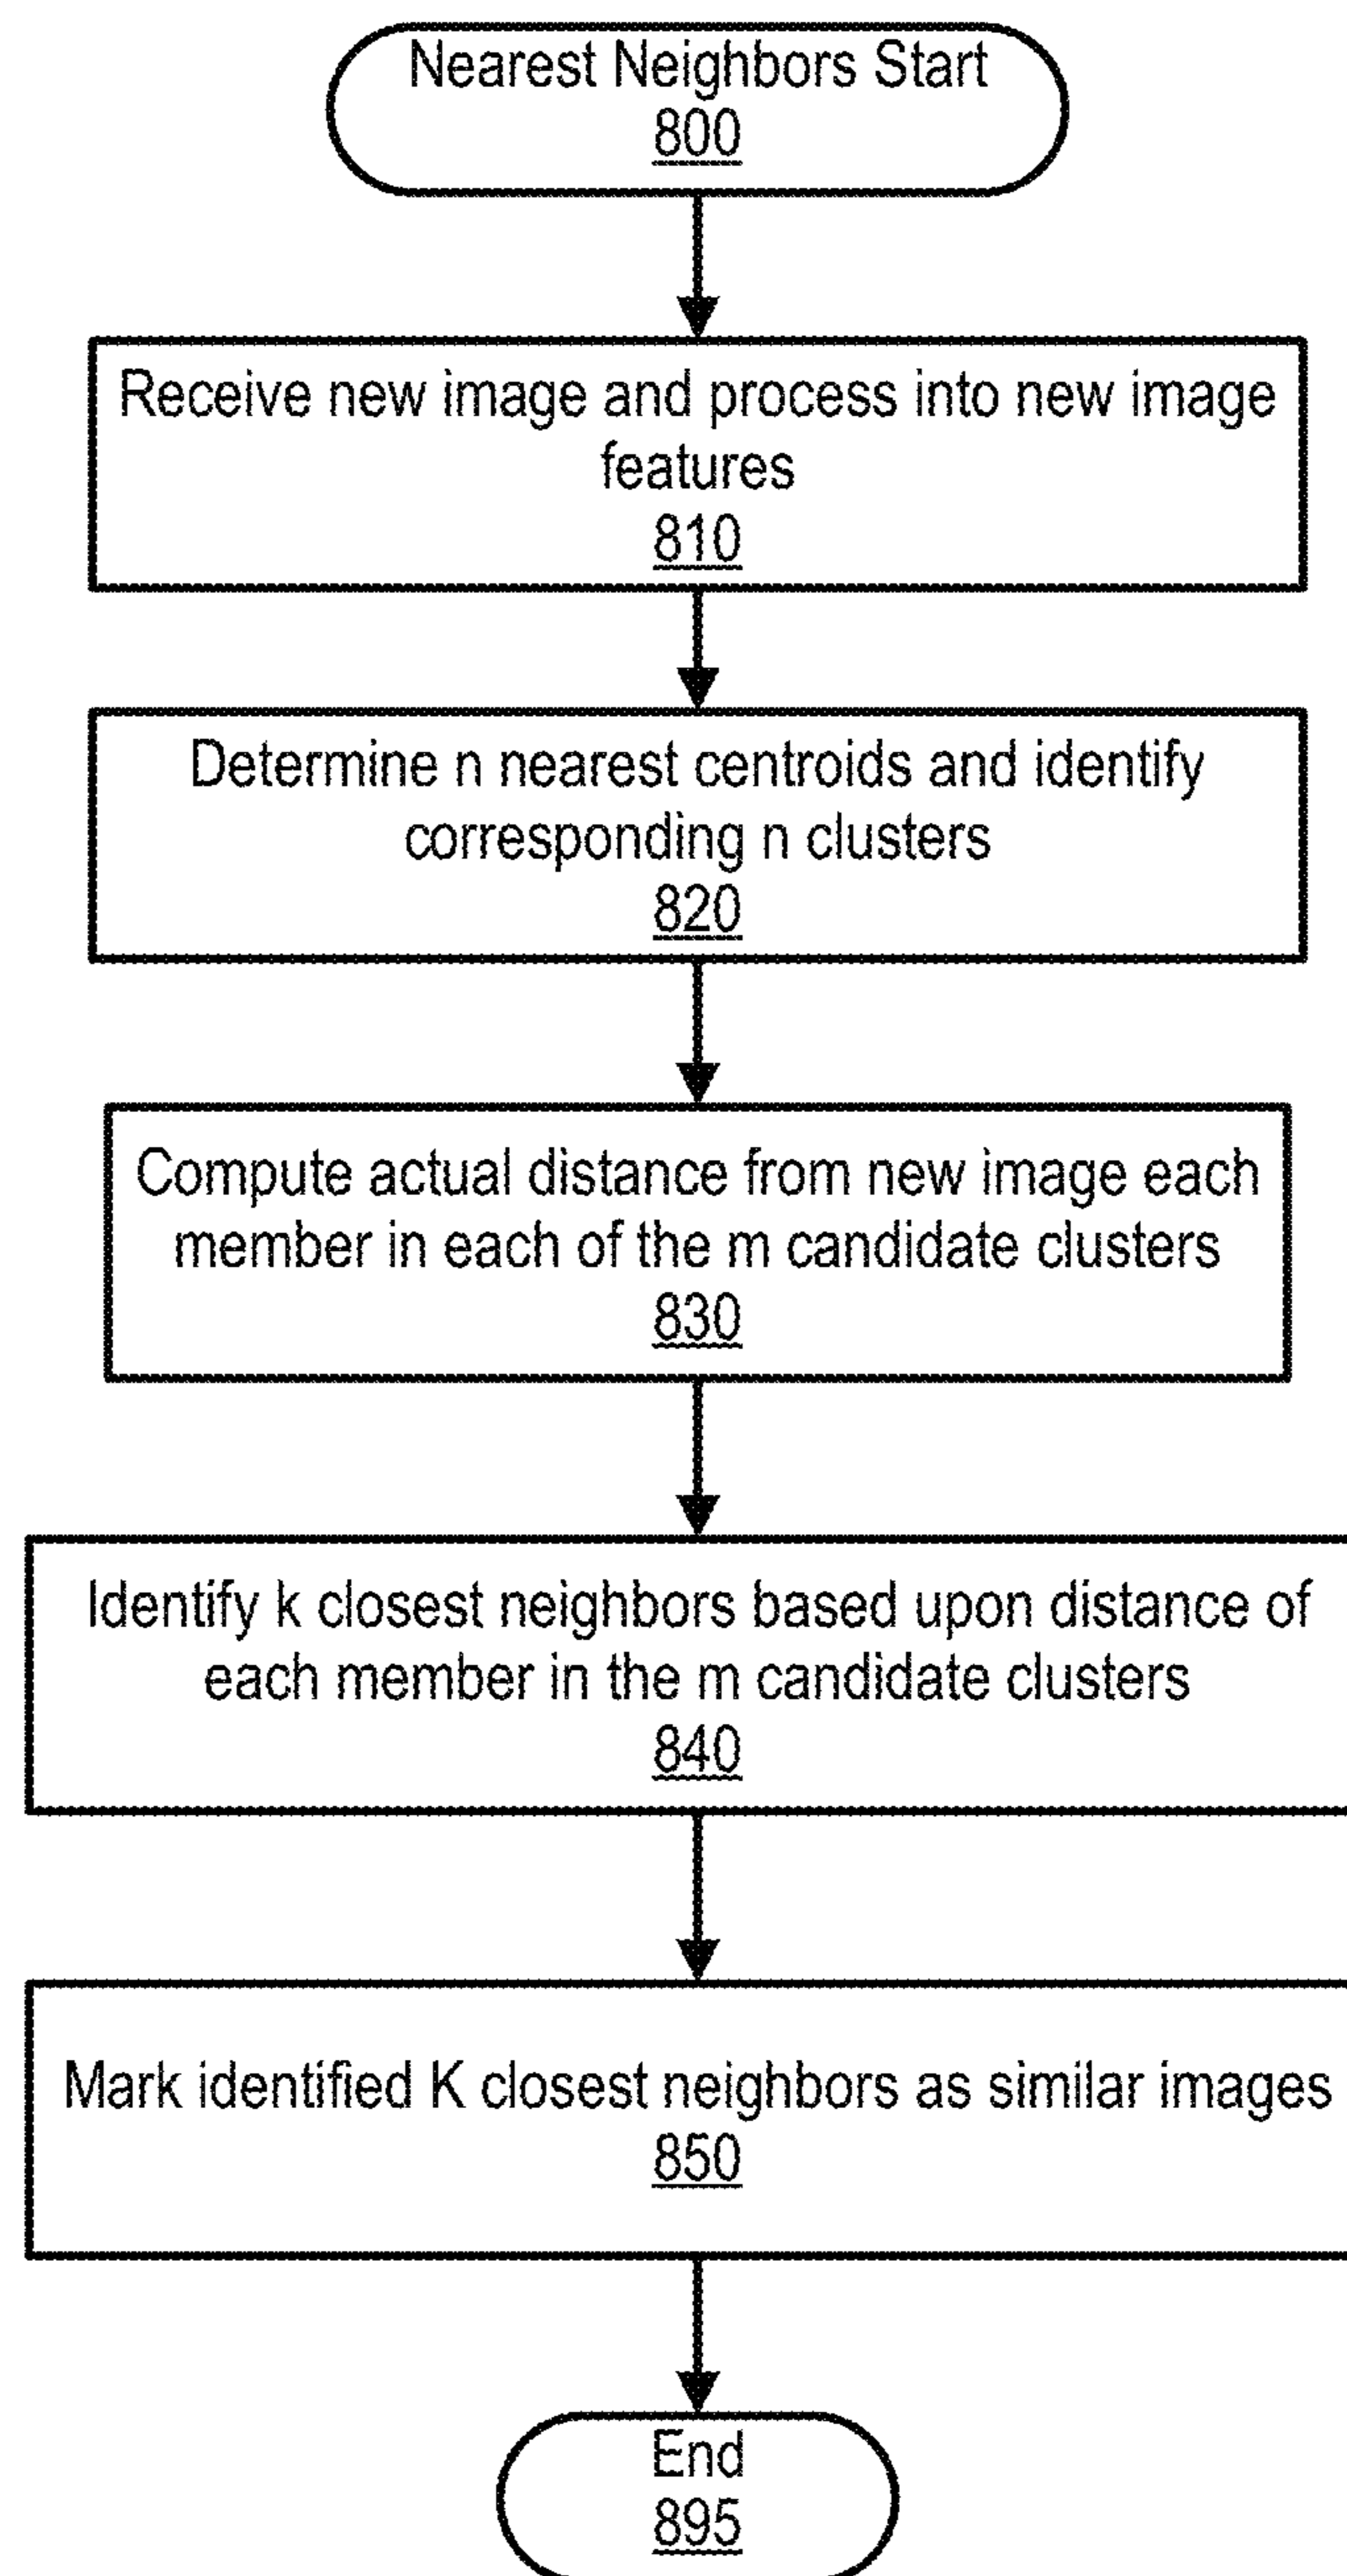 Nearest Neighbors Start
800
Receive new image and process into new image
features
810
Determine n nearest centroids and identify
corresponding n clusters
820
Compute actual distance from new image each
member in each of the m candidate clusters
830
Identify k closest neighbors based upon distance of
each member in the m candidate clusters
840
Mark identified K closest neighbors as similar images
850
End
895